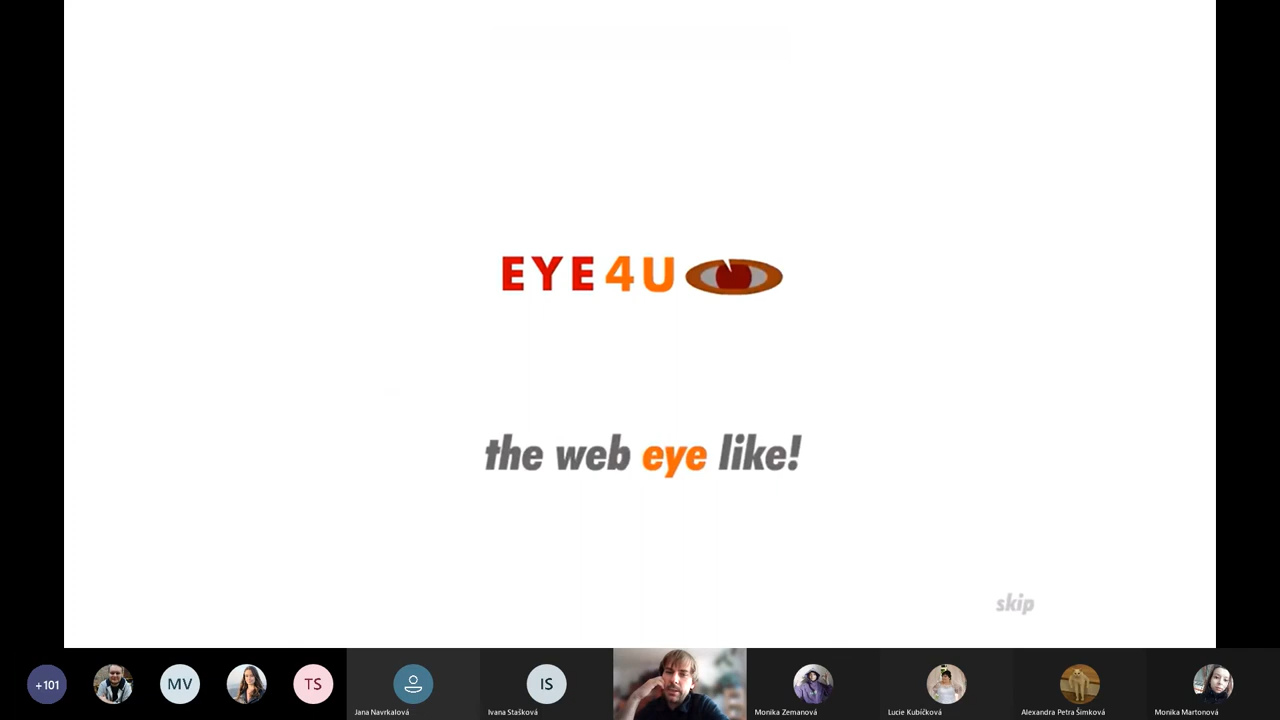 EYE4U
the web eye like!
skip
+101
MV
TS
Jana Navrkalová
IS
Ivana Stašková
Monika Zemanová
Lucie Kubíčková
Alexandra Petra Šimková
Monika Martonová